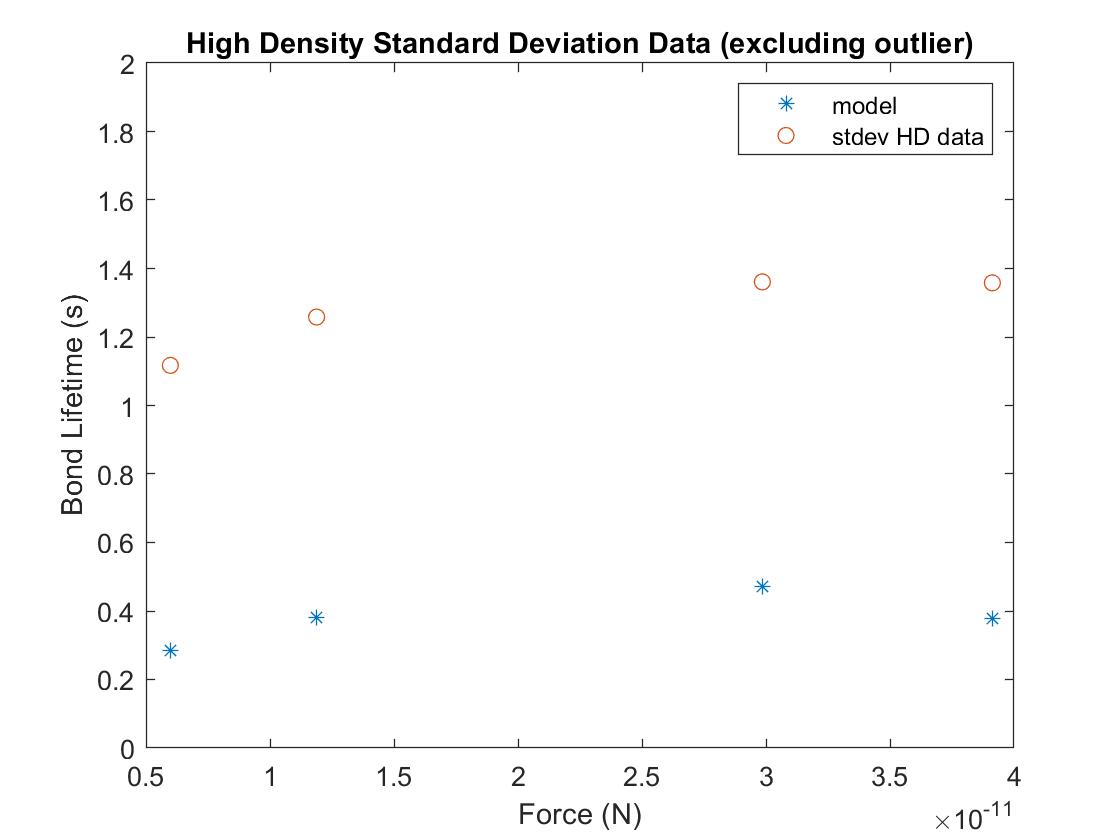 High Density Standard Deviation Data (excluding outlier)
model
stdev HD data
2
1.8
1.6
1.4
1.2
1
0.8
0.6
0.4
0.2
0
Bond Lifetime (s)
0.5 1 1.5 2 2.5 3 3.5 4
Force (N)
×10-11